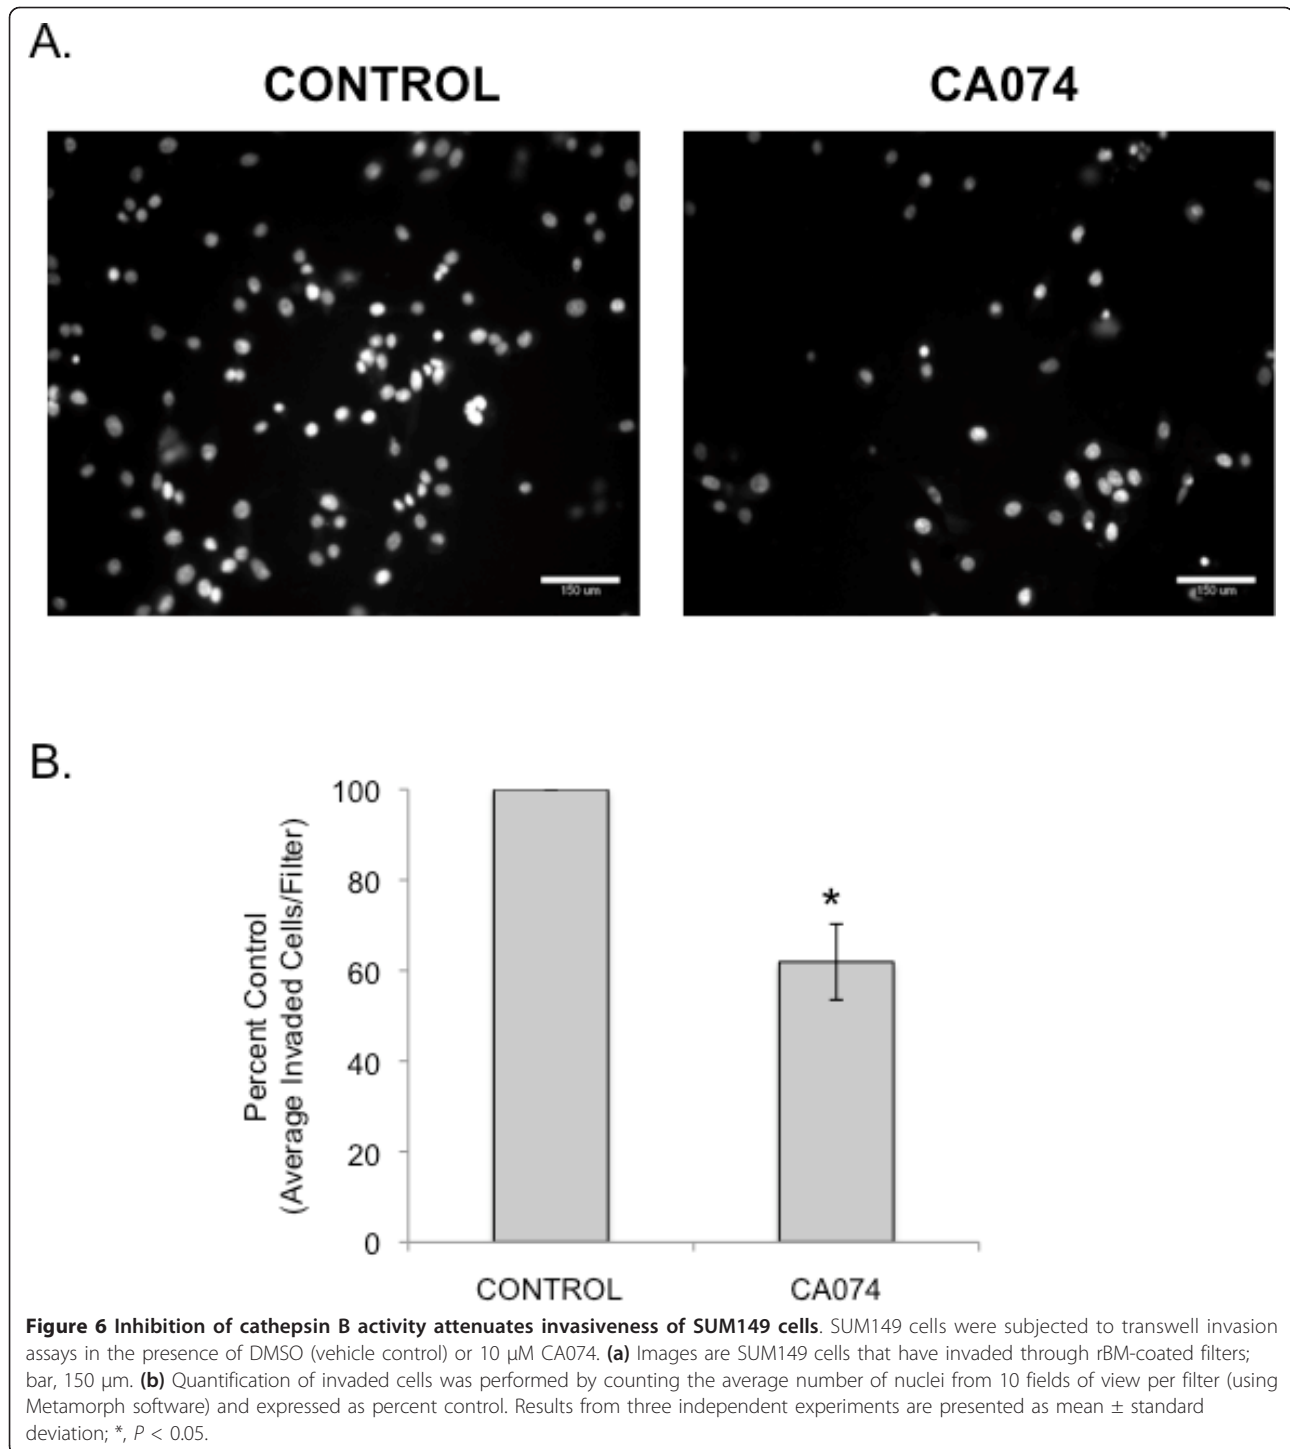 A.
CONTROL
CA074
150 um
150 um
B.
Percent Control
(Average Invaded Cells/Filter)
100
80
60
40
20
0
*
CONTROL
CA074
Figure 6 Inhibition of cathepsin B activity attenuates invasiveness of SUM149 cells. SUM149 cells were subjected to transwell invasion
assays in the presence of DMSO (vehicle control) or 10 μM CA074. (a) Images are SUM149 cells that have invaded through rBM-coated filters;
bar, 150 μm. (b) Quantification of invaded cells was performed by counting the average number of nuclei from 10 fields of view per filter (using
Metamorph software) and expressed as percent control. Results from three independent experiments are presented as mean ± standard
deviation; *, P < 0.05.